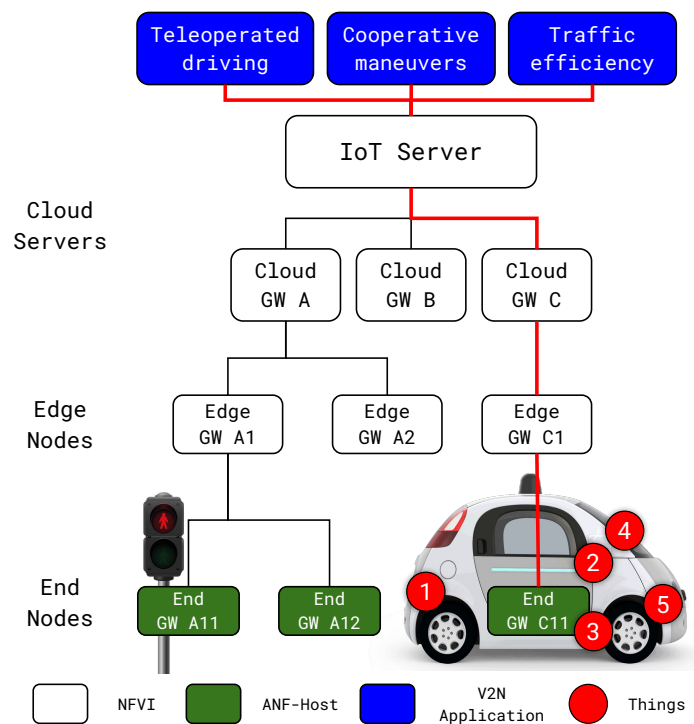 Teleoperated
driving
Cooperative
maneuvers
Traffic
efficiency
IoT Server
Cloud
Servers
Cloud
GW A
Cloud
GW B
Cloud
GW C
Edge
Nodes
Edge
GW A1
Edge
GW A2
Edge
GW C1
End
Nodes
End
GW A11
End
GW A12
End
GW C11
1
2
3
4
5
NFVI
ANF-Host
V2N
Application
Things